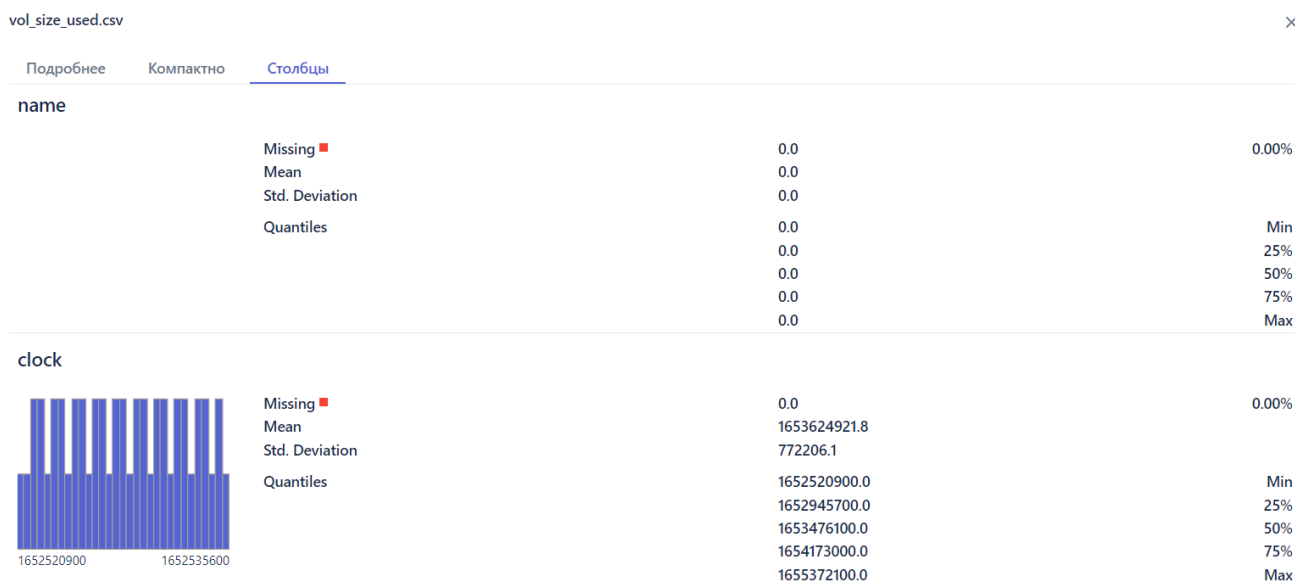 vol_size_used.csv ×
Подробнее Компактно Столбцы
name
Missing 0.0 0.00%
Mean 0.0
Std. Deviation 0.0
Quantiles 0.0 Min
0.0 25%
0.0 50%
0.0 75%
0.0 Max
clock
Missing 0.0 0.00%
Mean 1653624921.8
Std. Deviation 772206.1
Quantiles 1652520900.0 Min
1652945700.0 25%
1653476100.0 50%
1654173000.0 75%
1655372100.0 Max
1652520900 1652535600